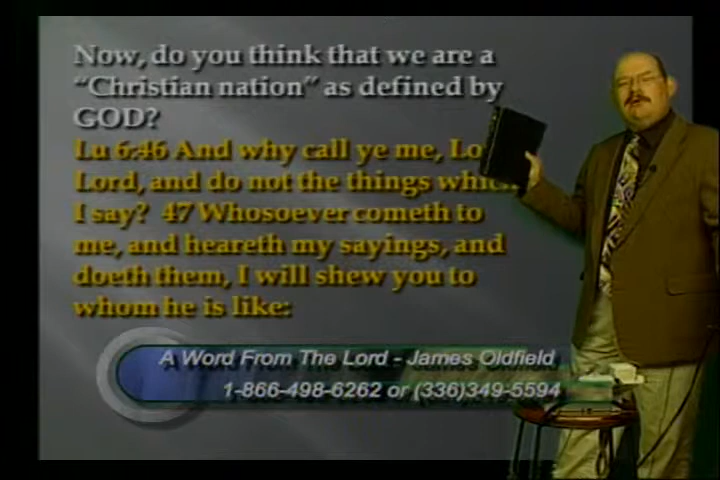 Now, do you think that we are a
"Christian nation" as defined by
GOD?
Lu 6:46 And why call ye me, Lo
Lord, and do not the things which
I say? 47 Whosoever cometh to
me, and heareth my sayings, and
doeth them, I will shew you to
whom he is like:
A Word From The Lord - James Oldfield
1-866-498-6262 or (336)349-5594